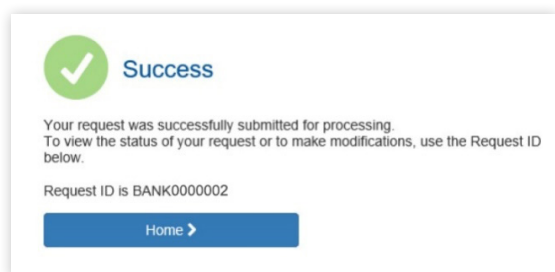 Success
Your request was successfully submitted for processing.
To view the status of your request or to make modifications, use the Request ID
below.
Request ID is BANK0000002
Home